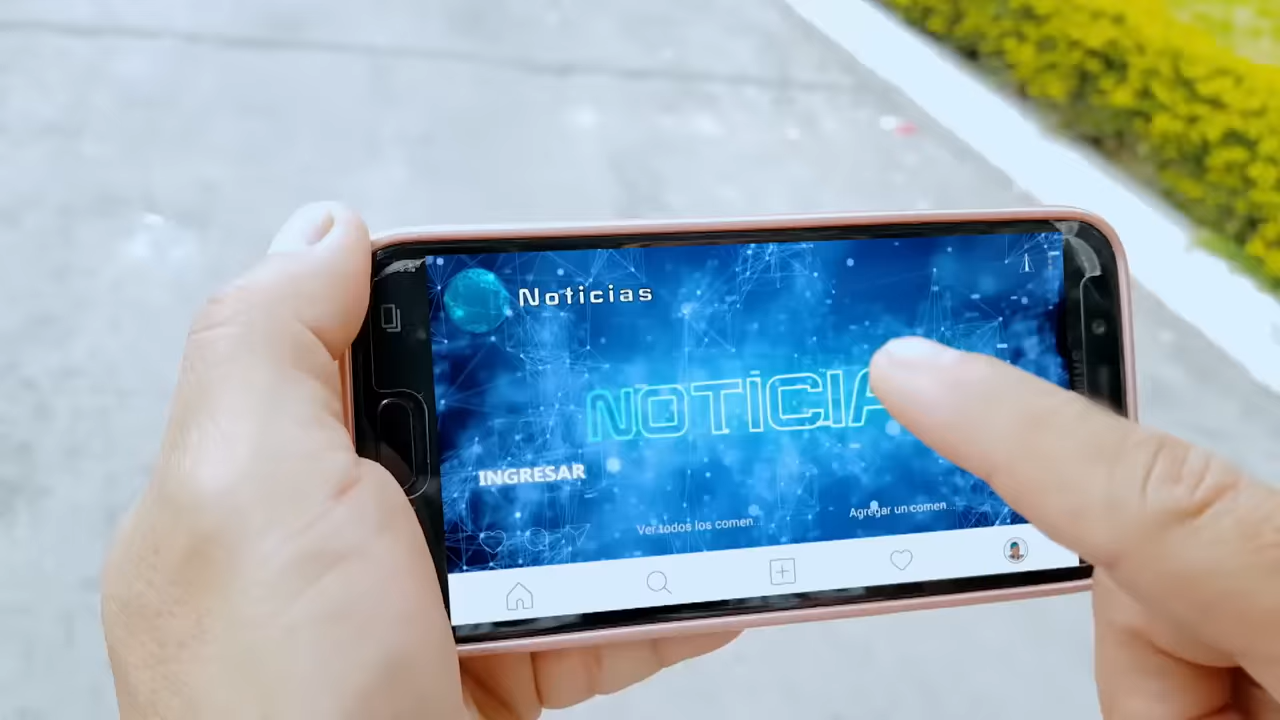 Noticias
NOTICIA
INGRESAR
Ver todos los comen...
Agregar un comen...